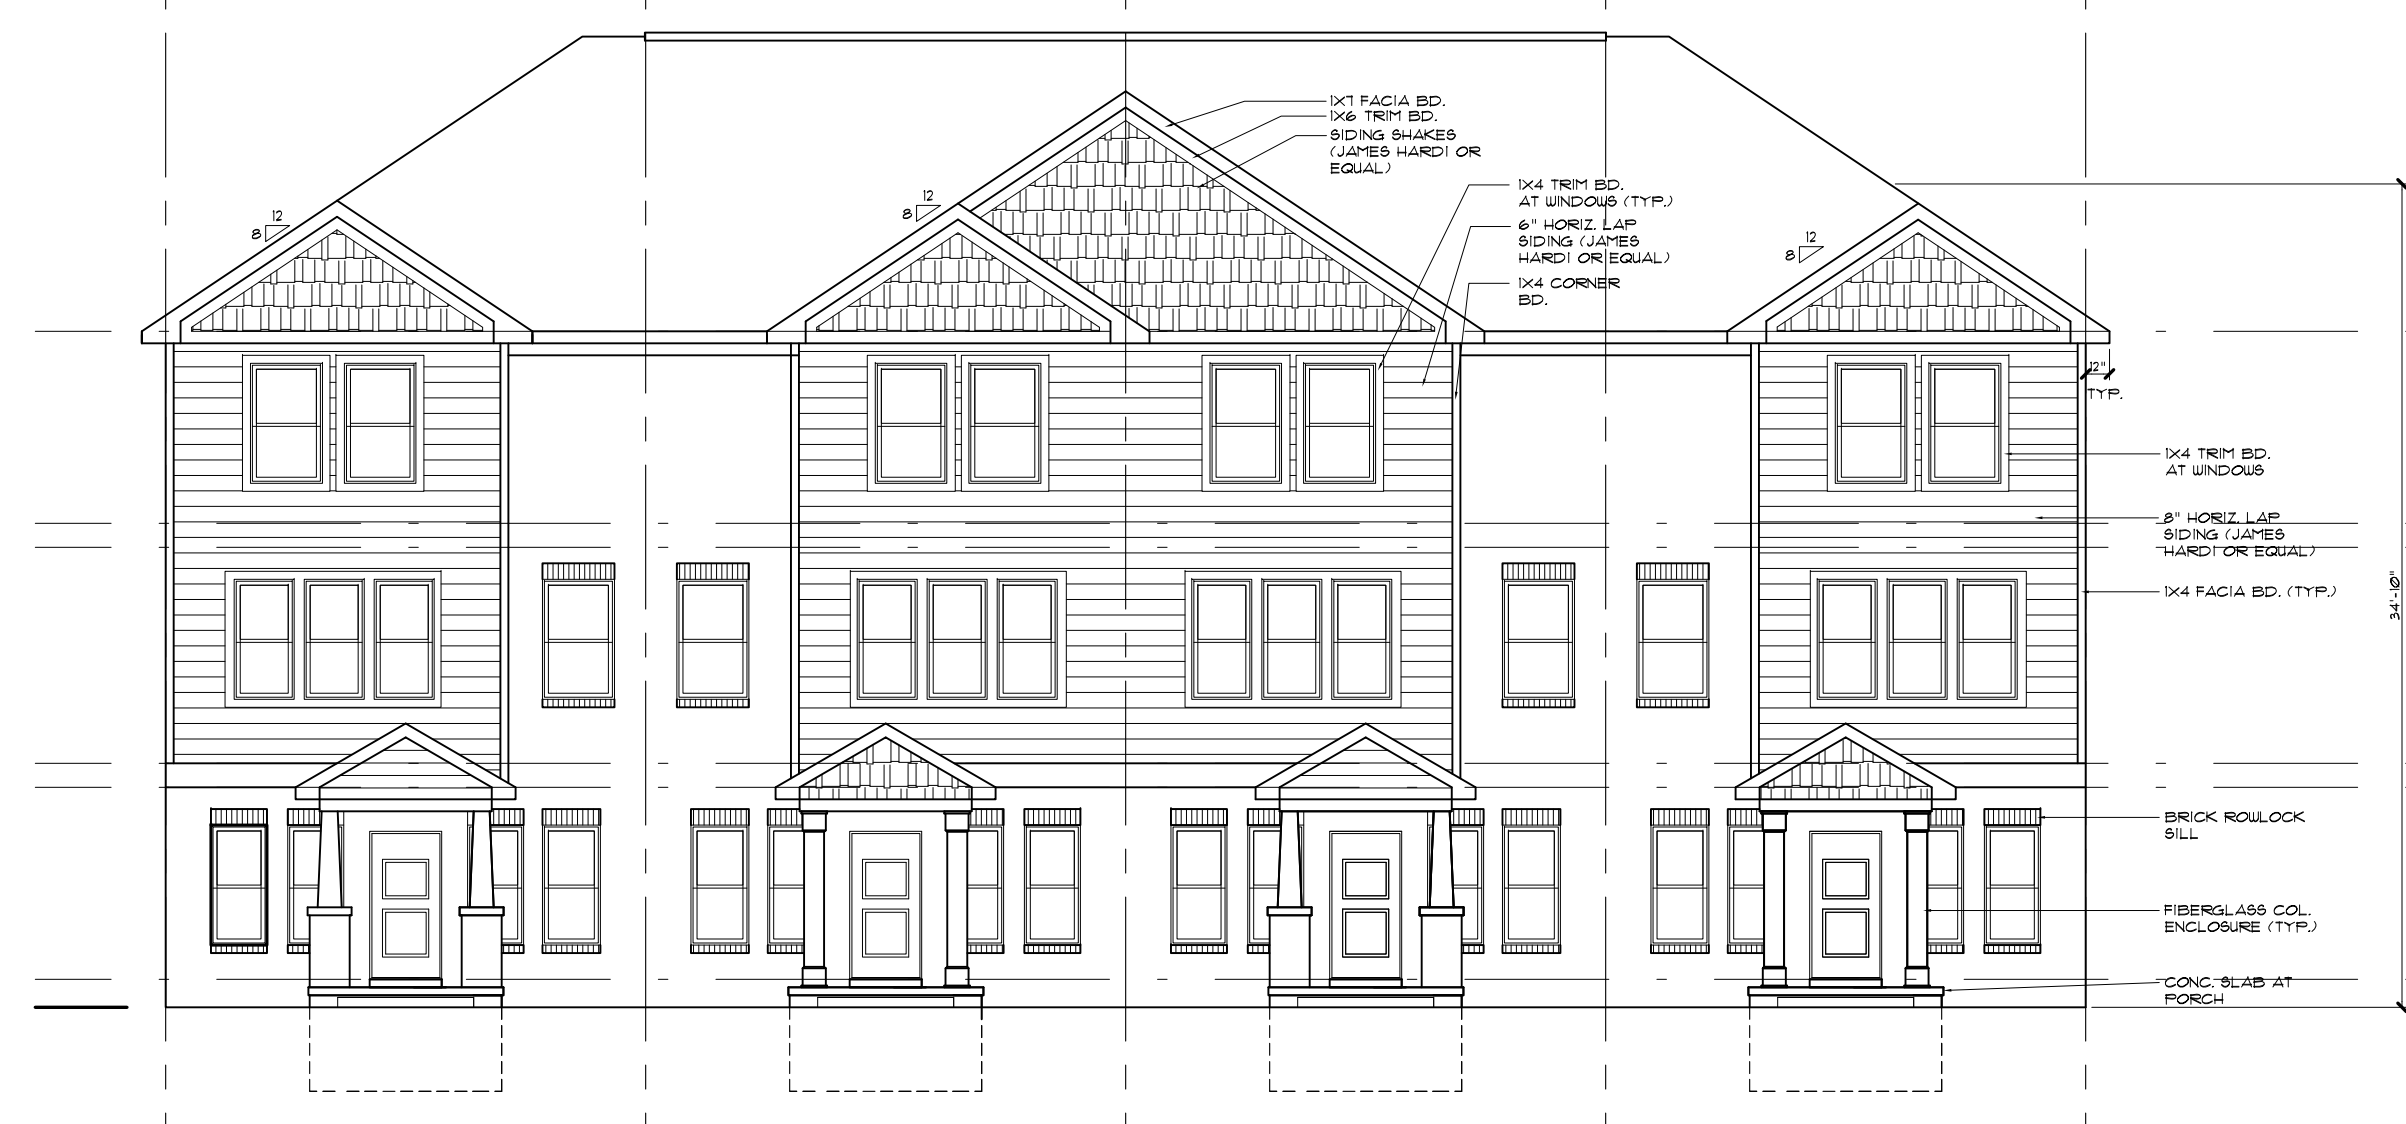 1X7 FACIA BD.
1X6 TRIM BD.
SIDING SHAKES
(JAMES HARDI OR
EQUAL)
1X4 TRIM BD.
AT WINDOWS (TYP.)
6" HORIZ. LAP
SIDING (JAMES
HARDI OR EQUAL)
1X4 CORNER
BD.
12
8
12
8
12
8
12"
TYP.
1X4 TRIM BD.
AT WINDOWS
8" HORIZ. LAP
SIDING (JAMES
HARDI OR EQUAL)
1X4 FACIA BD. (TYP.)
34'-10"
BRICK ROWLOCK
SILL
FIBERGLASS COL.
ENCLOSURE (TYP.)
CONC. SLAB AT
PORCH